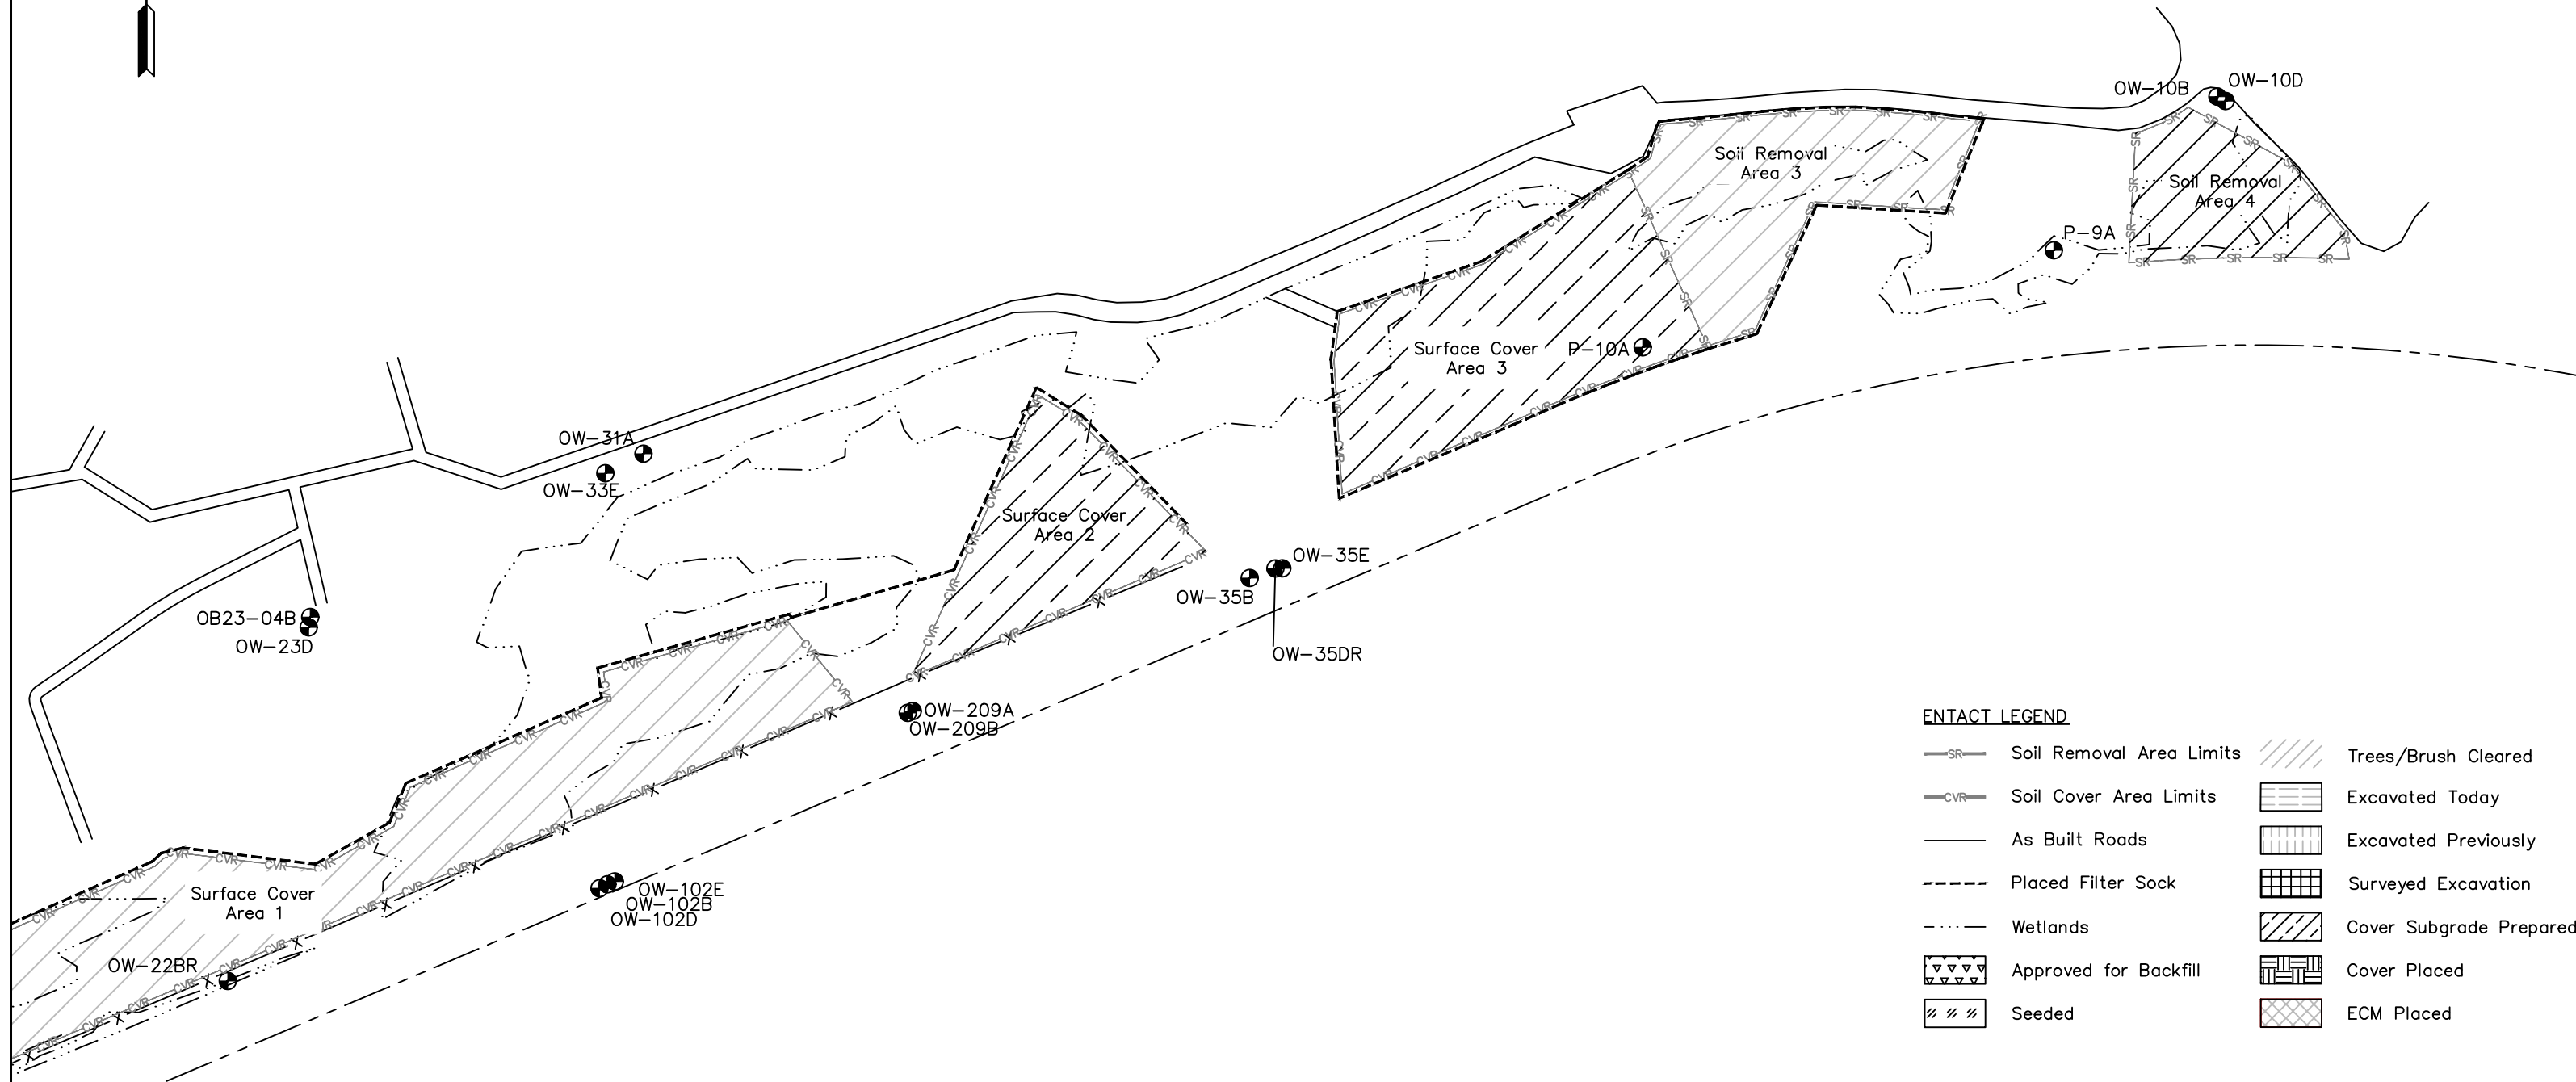 OW-10B
OW-10D
Soil Removal
Area 3
Soil Removal
Area 4
P-9A
Surface Cover
Area 3
P-10A
OW-31A
OW-33E
Surface Cover
Area 2
OW-35E
OW-35B
OW-35DR
OB23-04B
OW-23D
OW-209A
OW-209B
Surface Cover
Area 1
OW-102E
OW-102B
OW-102D
OW-22BR
ENTACT LEGEND
SR Soil Removal Area Limits
CVR Soil Cover Area Limits
As Built Roads
Placed Filter Sock
Wetlands
Approved for Backfill
Seeded
Trees/Brush Cleared
Excavated Today
Excavated Previously
Surveyed Excavation
Cover Subgrade Prepared
Cover Placed
ECM Placed